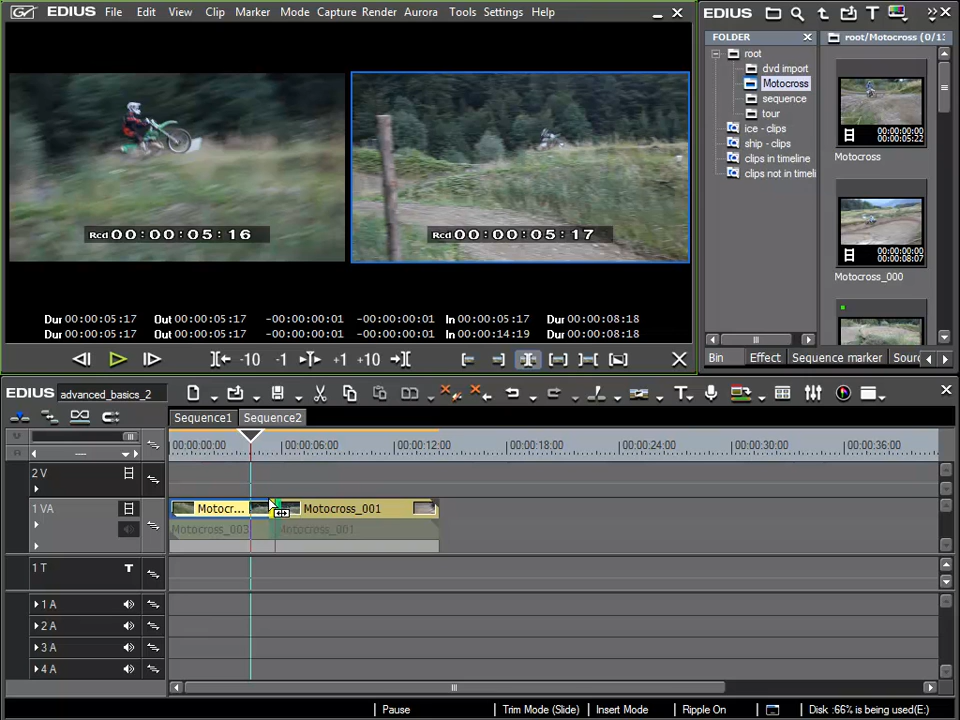 EDIUS File Edit View Clip Marker Mode Capture Render Aurora Tools Settings Help
Rcd 00:00:05:16
Rcd 00:00:05:17
Dur 00:00:05:17 Out 00:00:05:17 -00:00:00:01 -00:00:00:01 In 00:00:05:17 Dur 00:00:08:18
Dur 00:00:05:17 Out 00:00:05:17 -00:00:00:01 -00:00:00:01 In 00:00:14:19 Dur 00:00:08:18
-10 -1 +1 +10
EDIUS
FOLDER
root
dvd import
Motocross
sequence
tour
ice - clips
ship - clips
clips in timeline
clips not in timeli
root/Motocross (0/1
00:00:00:00
00:00:05:22
Motocross
00:00:00:00
00:00:08:07
Motocross_000
Bin Effect Sequence marker Sourc
EDIUS advanced_basics_2
Sequence1 Sequence2
00:00:00:00 00:00:06:00 00:00:12:00 00:00:18:00 00:00:24:00 00:00:30:00 00:00:36:00
2 V
1 VA
Motocr... Motocross_001
Motocross_003 Motocross_001
1 T T
1 A
2 A
3 A
4 A
Pause Trim Mode (Slide) Insert Mode Ripple On Disk :66% is being used(E:)